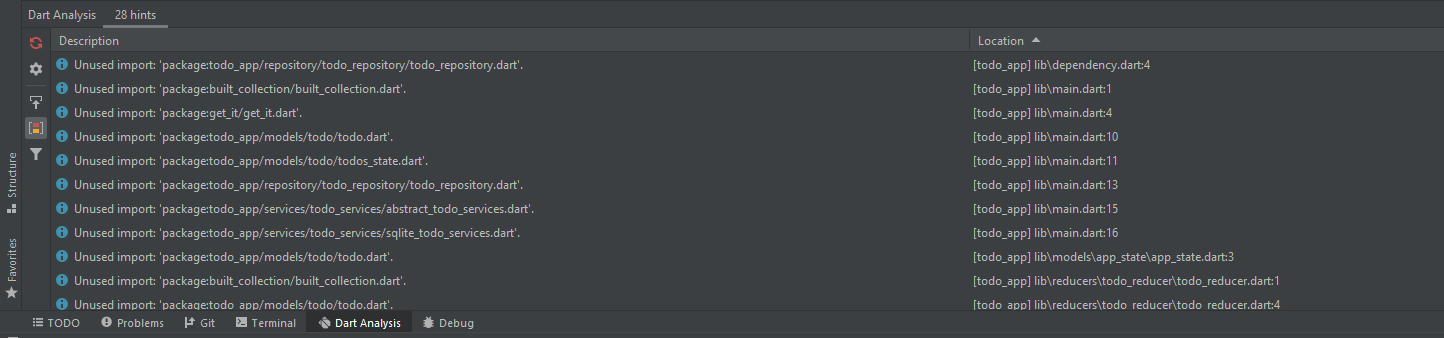 Dart Analysis 28 hints
Description Location
Unused import: 'package:todo_app/repository/todo_repository/todo_repository.dart'. [todo_app] lib\dependency.dart:4
Unused import: 'package:built_collection/built_collection.dart'. [todo_app] lib\main.dart:1
Unused import: 'package:get_it/get_it.dart'. [todo_app] lib\main.dart:4
Unused import: 'package:todo_app/models/todo/todo.dart'. [todo_app] lib\main.dart:10
Unused import: 'package:todo_app/models/todo/todos_state.dart'. [todo_app] lib\main.dart:11
Unused import: 'package:todo_app/repository/todo_repository/todo_repository.dart'. [todo_app] lib\main.dart:13
Unused import: 'package:todo_app/services/todo_services/abstract_todo_services.dart'. [todo_app] lib\main.dart:15
Unused import: 'package:todo_app/services/todo_services/sqlite_todo_services.dart'. [todo_app] lib\main.dart:16
Unused import: 'package:todo_app/models/todo/todo.dart'. [todo_app] lib\models\app_state\app_state.dart:3
Unused import: 'package:built_collection/built_collection.dart'. [todo_app] lib\reducers\todo_reducer\todo_reducer.dart:1
Unused import: 'package:todo_app/models/todo/todo.dart'. [todo_app] lib\reducers\todo_reducer\todo_reducer.dart:4
Structure
Favorites
TODO Problems Git Terminal Dart Analysis Debug